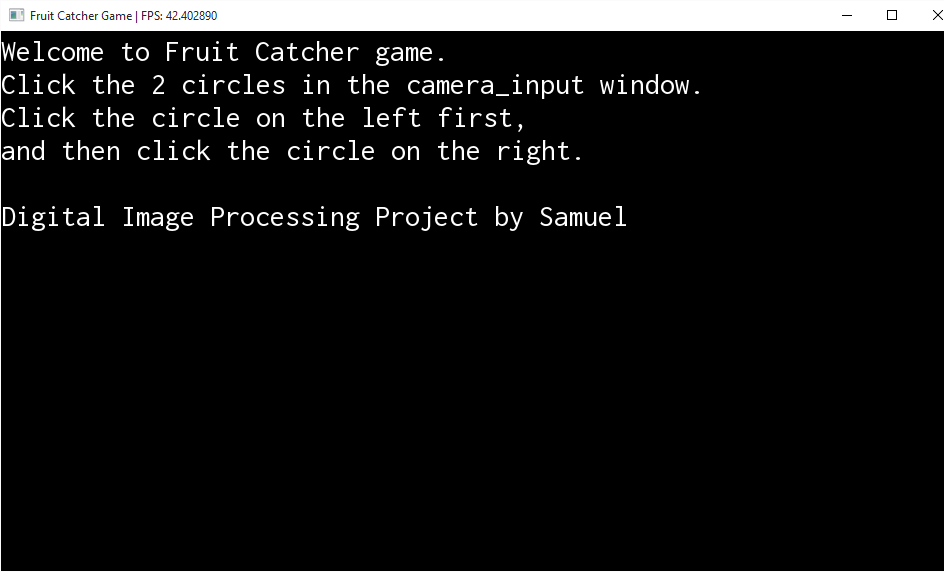 Fruit Catcher Game | FPS: 42.402890
Welcome to Fruit Catcher game.
Click the 2 circles in the camera_input window.
Click the circle on the left first,
and then click the circle on the right.
Digital Image Processing Project by Samuel